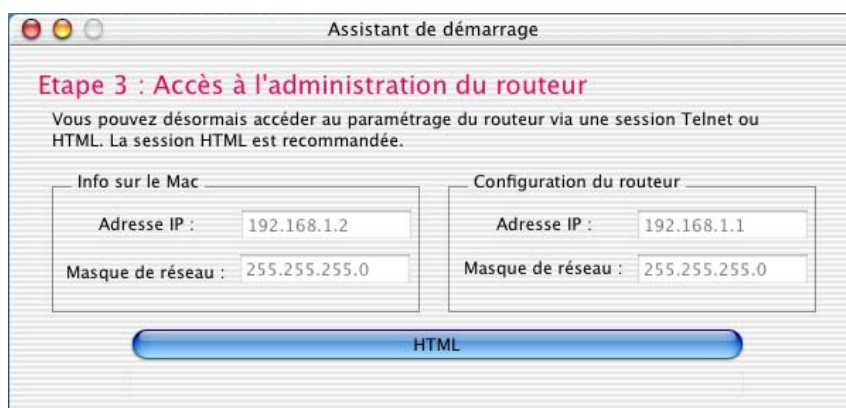 Assistant de démarrage
Etape 3 : Accès à l'administration du routeur
Vous pouvez désormais accéder au paramétrage du routeur via une session Telnet ou
HTML. La session HTML est recommandée.
Info sur le Mac
Adresse IP : 192.168.1.2
Masque de réseau : 255.255.255.0
Configuration du routeur
Adresse IP : 192.168.1.1
Masque de réseau : 255.255.255.0
HTML